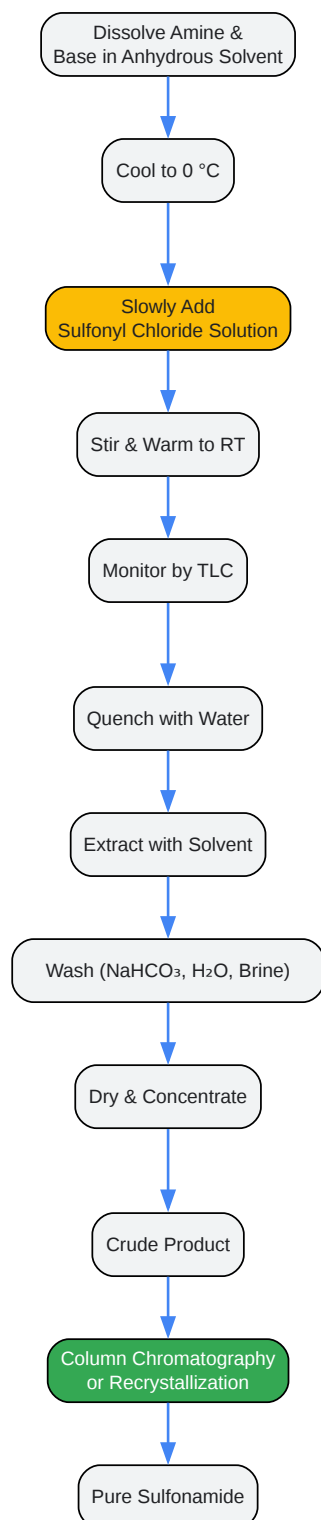 Dissolve Amine &
Base in Anhydrous Solvent
Cool to 0 °C
Slowly Add
Sulfonyl Chloride Solution
Stir & Warm to RT
Monitor by TLC
Quench with Water
Extract with Solvent
Wash (NaHCO₃, H₂O, Brine)
Dry & Concentrate
Crude Product
Column Chromatography
or Recrystallization
Pure Sulfonamide